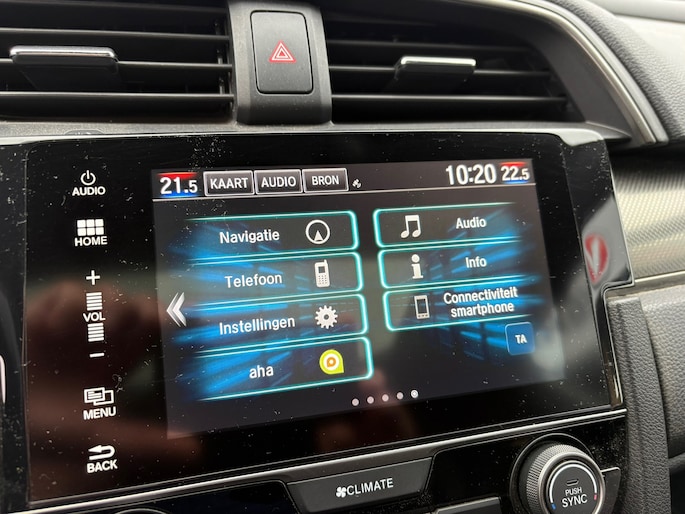 AUDIO
HOME
+
VOL
−
MENU
BACK
21.5 KAART AUDIO BRON 10:20 22.5
Navigatie
Telefoon
Instellingen
aha
Audio
Info
Connectiviteit
smartphone
TA
CLIMATE
PUSH
SYNC